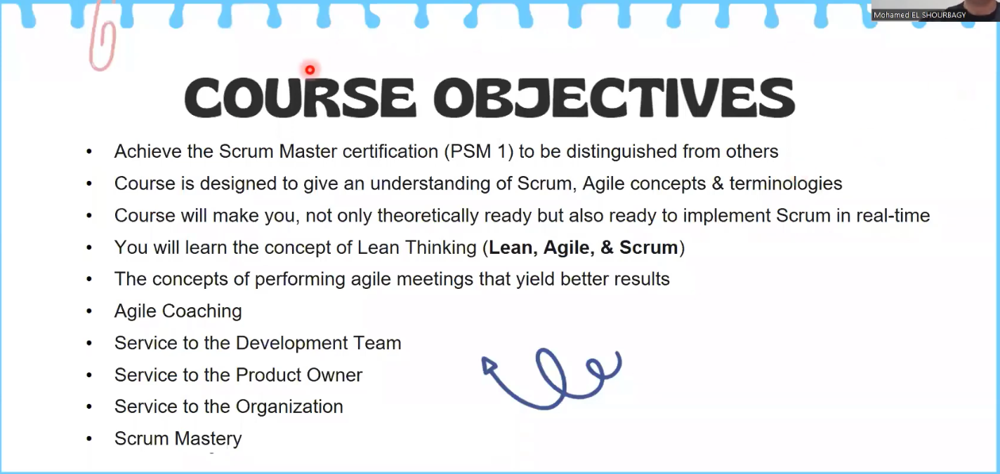 Mohamed EL SHOURBAGY
COURSE OBJECTIVES
• Achieve the Scrum Master certification (PSM 1) to be distinguished from others
• Course is designed to give an understanding of Scrum, Agile concepts & terminologies
• Course will make you, not only theoretically ready but also ready to implement Scrum in real-time
• You will learn the concept of Lean Thinking (Lean, Agile, & Scrum)
• The concepts of performing agile meetings that yield better results
• Agile Coaching
• Service to the Development Team
• Service to the Product Owner
• Service to the Organization
• Scrum Mastery